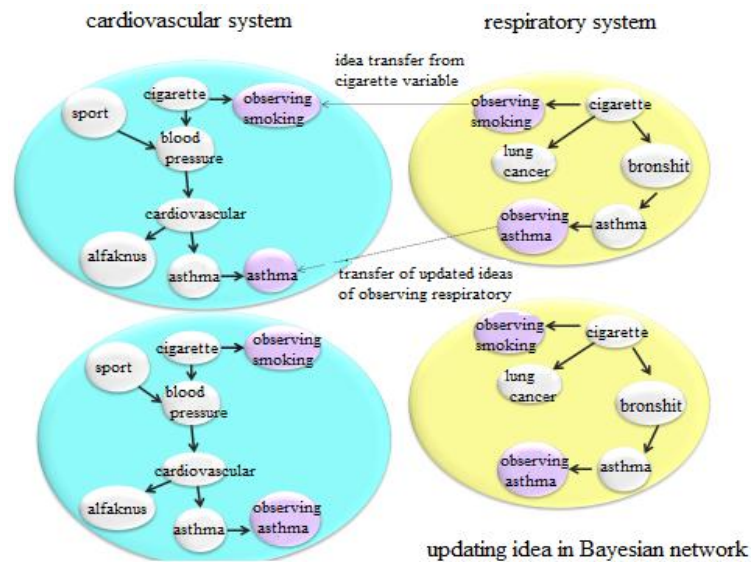 cardiovascular system
respiratory system
idea transfer from
cigarette variable
sport
cigarette
observing
smoking
blood
pressure
cardiovascular
alfaknus
asthma
asthma
observing
smoking
cigarette
lung
cancer
bronshit
observing
asthma
asthma
transfer of updated ideas
of observing respiratory
sport
cigarette
observing
smoking
blood
pressure
cardiovascular
alfaknus
asthma
observing
asthma
observing
smoking
cigarette
lung
cancer
bronshit
observing
asthma
asthma
updating idea in Bayesian network